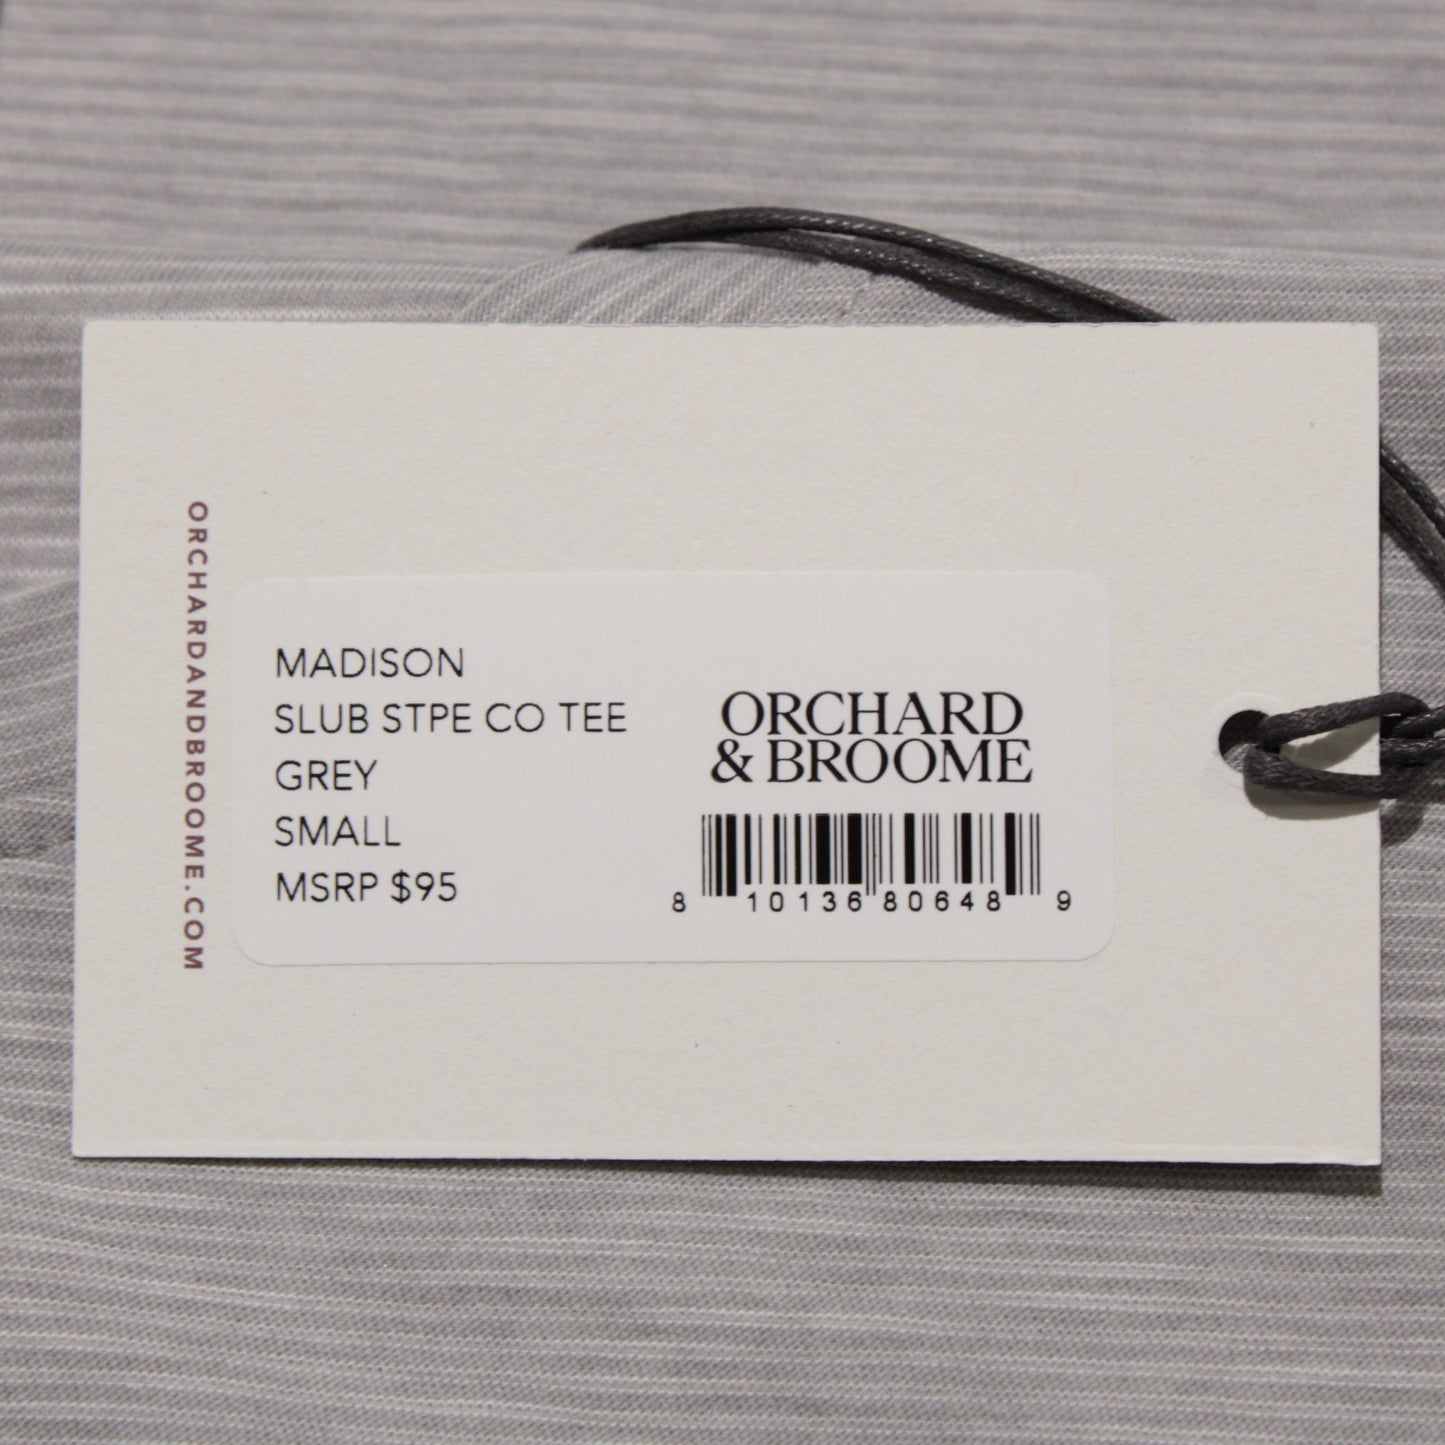 ORCHARDANDBROOME.COM
MADISON
SLUB STPE CO TEE
GREY
SMALL
MSRP $95
ORCHARD
& BROOME
8 10136 80648 9